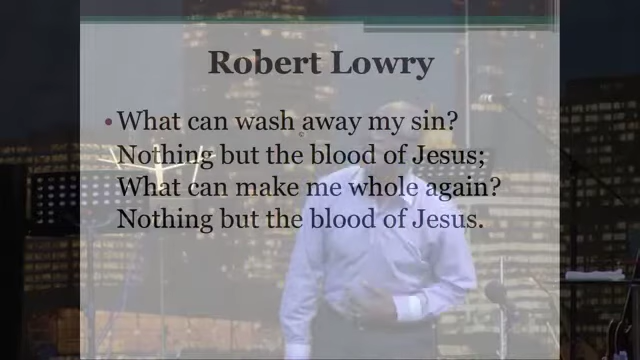 Robert Lowry
•What can wash away my sin?
Nothing but the blood of Jesus;
What can make me whole again?
Nothing but the blood of Jesus.